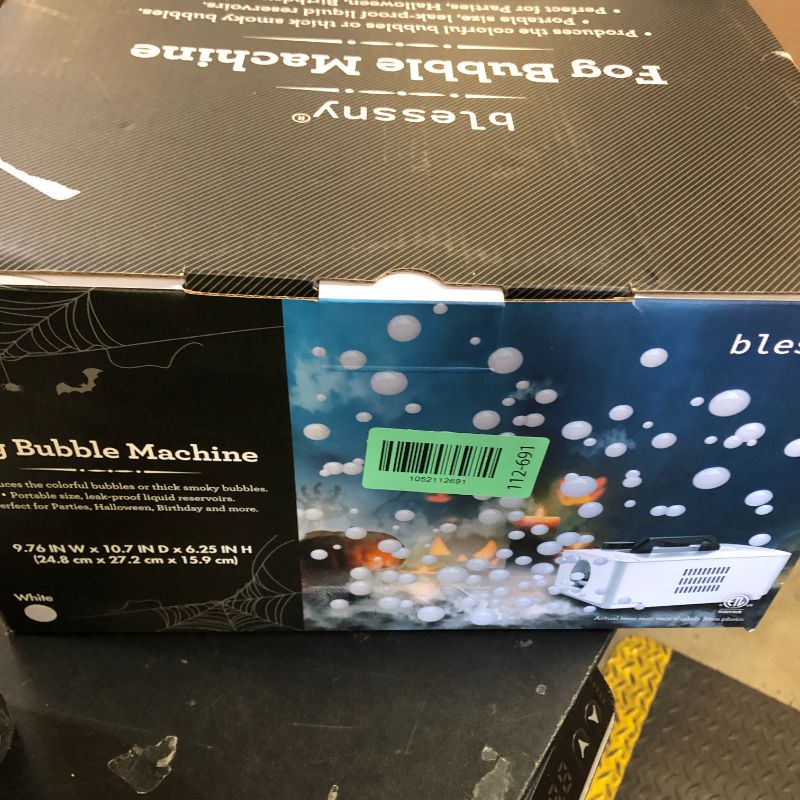 blessny®
Fog Bubble Machine
• Produces the colorful bubbles or thick smoky bubbles
• Portable size, leak-proof liquid reservoirs.
• Perfect for Parties, Halloween,
g Bubble Machine
uces the colorful bubbles or thick smoky bubbles.
• Portable size, leak-proof liquid reservoirs.
erfect for Parties, Halloween, Birthday and more.
9.76 IN W x 10.7 IN D x 6.25 IN H
(24.8 cm x 27.2 cm x 15.9 cm)
White
1052112691
112-691
bles
ETL
Intertek
Actual item may vary slightly from photo.